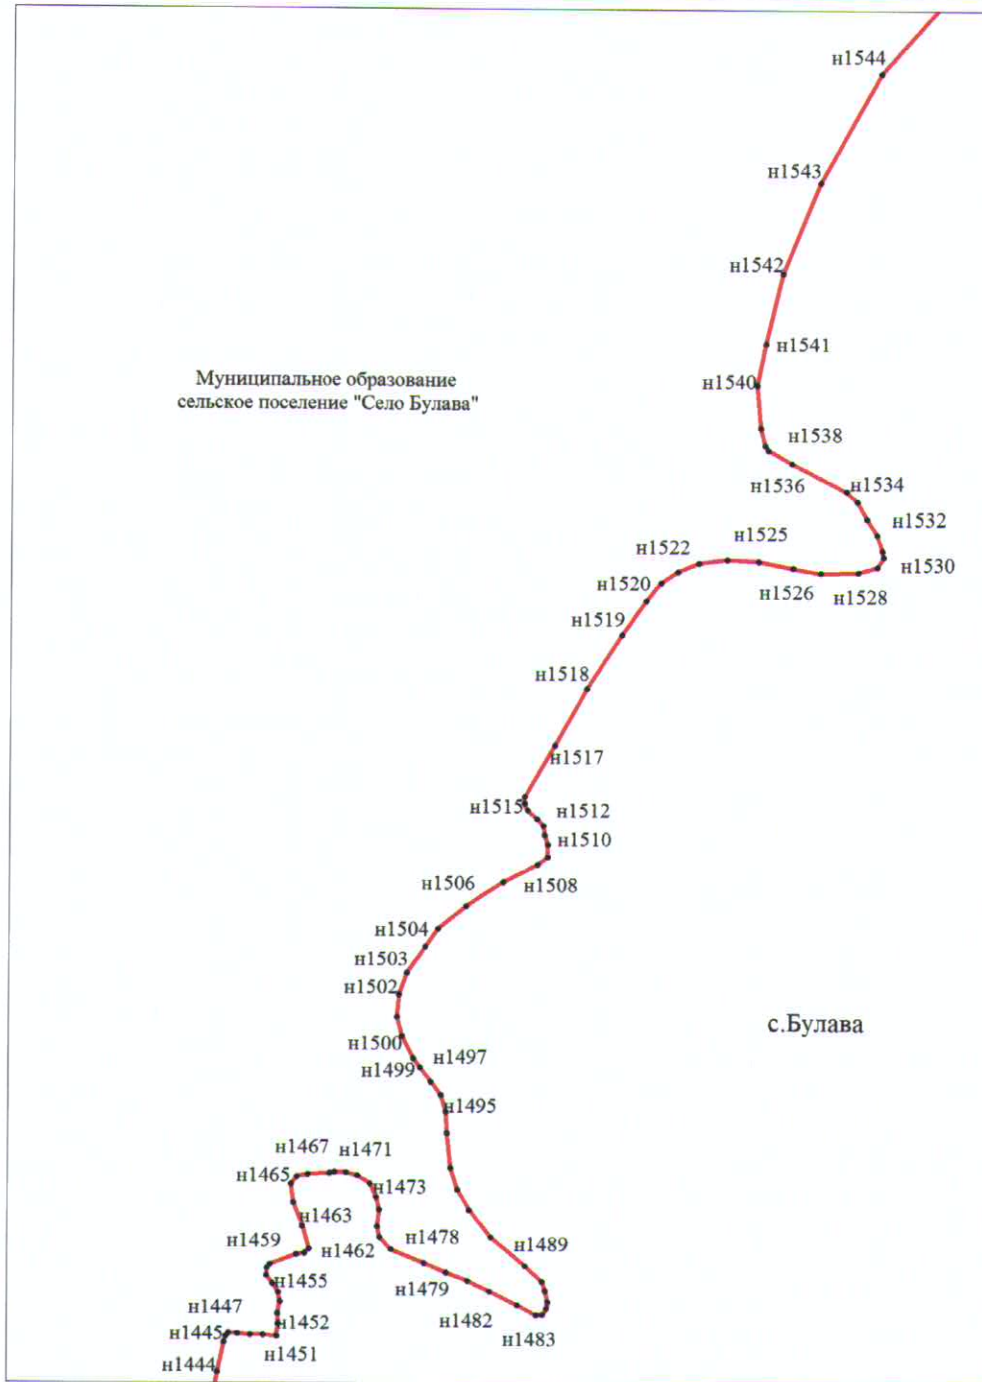 н1544
н1543
н1542
н1541
Муниципальное образование
сельское поселение "Село Булава"
н1540
н1538
н1536
н1534
н1532
н1525
н1522
н1530
н1526
н1528
н1520
н1519
н1518
н1517
н1515
н1512
н1510
н1508
н1506
н1504
н1503
н1502
с.Булава
н1500
н1497
н1499
н1495
н1467
н1471
н1465
н1473
н1463
н1478
н1462
н1459
н1489
н1479
н1455
н1482
н1447
н1452
н1483
н1445
н1451
н1444